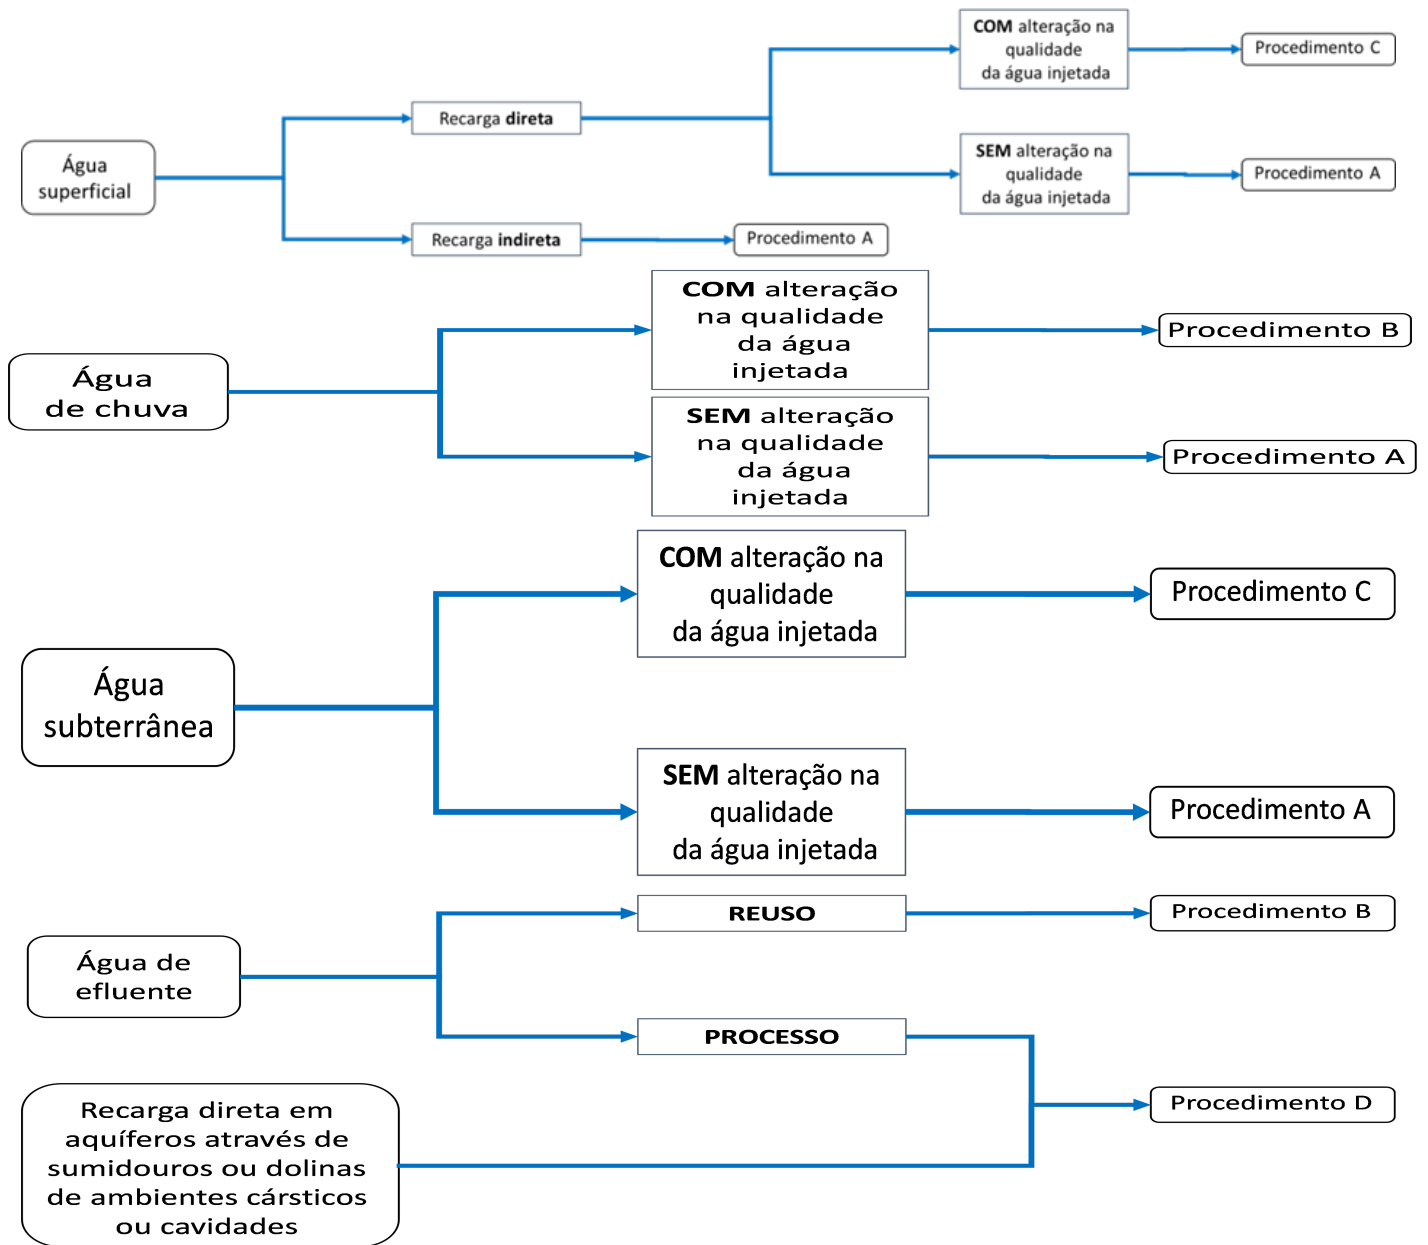 COM alteração na
qualidade
da água injetada
Procedimento C
Recarga direta
Água
superficial
SEM alteração na
qualidade
da água injetada
Procedimento A
Recarga indireta
Procedimento A
COM alteração
na qualidade
da água
injetada
Procedimento B
Água
de chuva
SEM alteração
na qualidade
da água
injetada
Procedimento A
COM alteração na
qualidade
da água injetada
Procedimento C
Água
subterrânea
SEM alteração na
qualidade
da água injetada
Procedimento A
REUSO
Procedimento B
Água de
efluente
PROCESSO
Procedimento D
Recarga direta em
aquíferos através de
sumidouros ou dolinas
de ambientes cársticos
ou cavidades